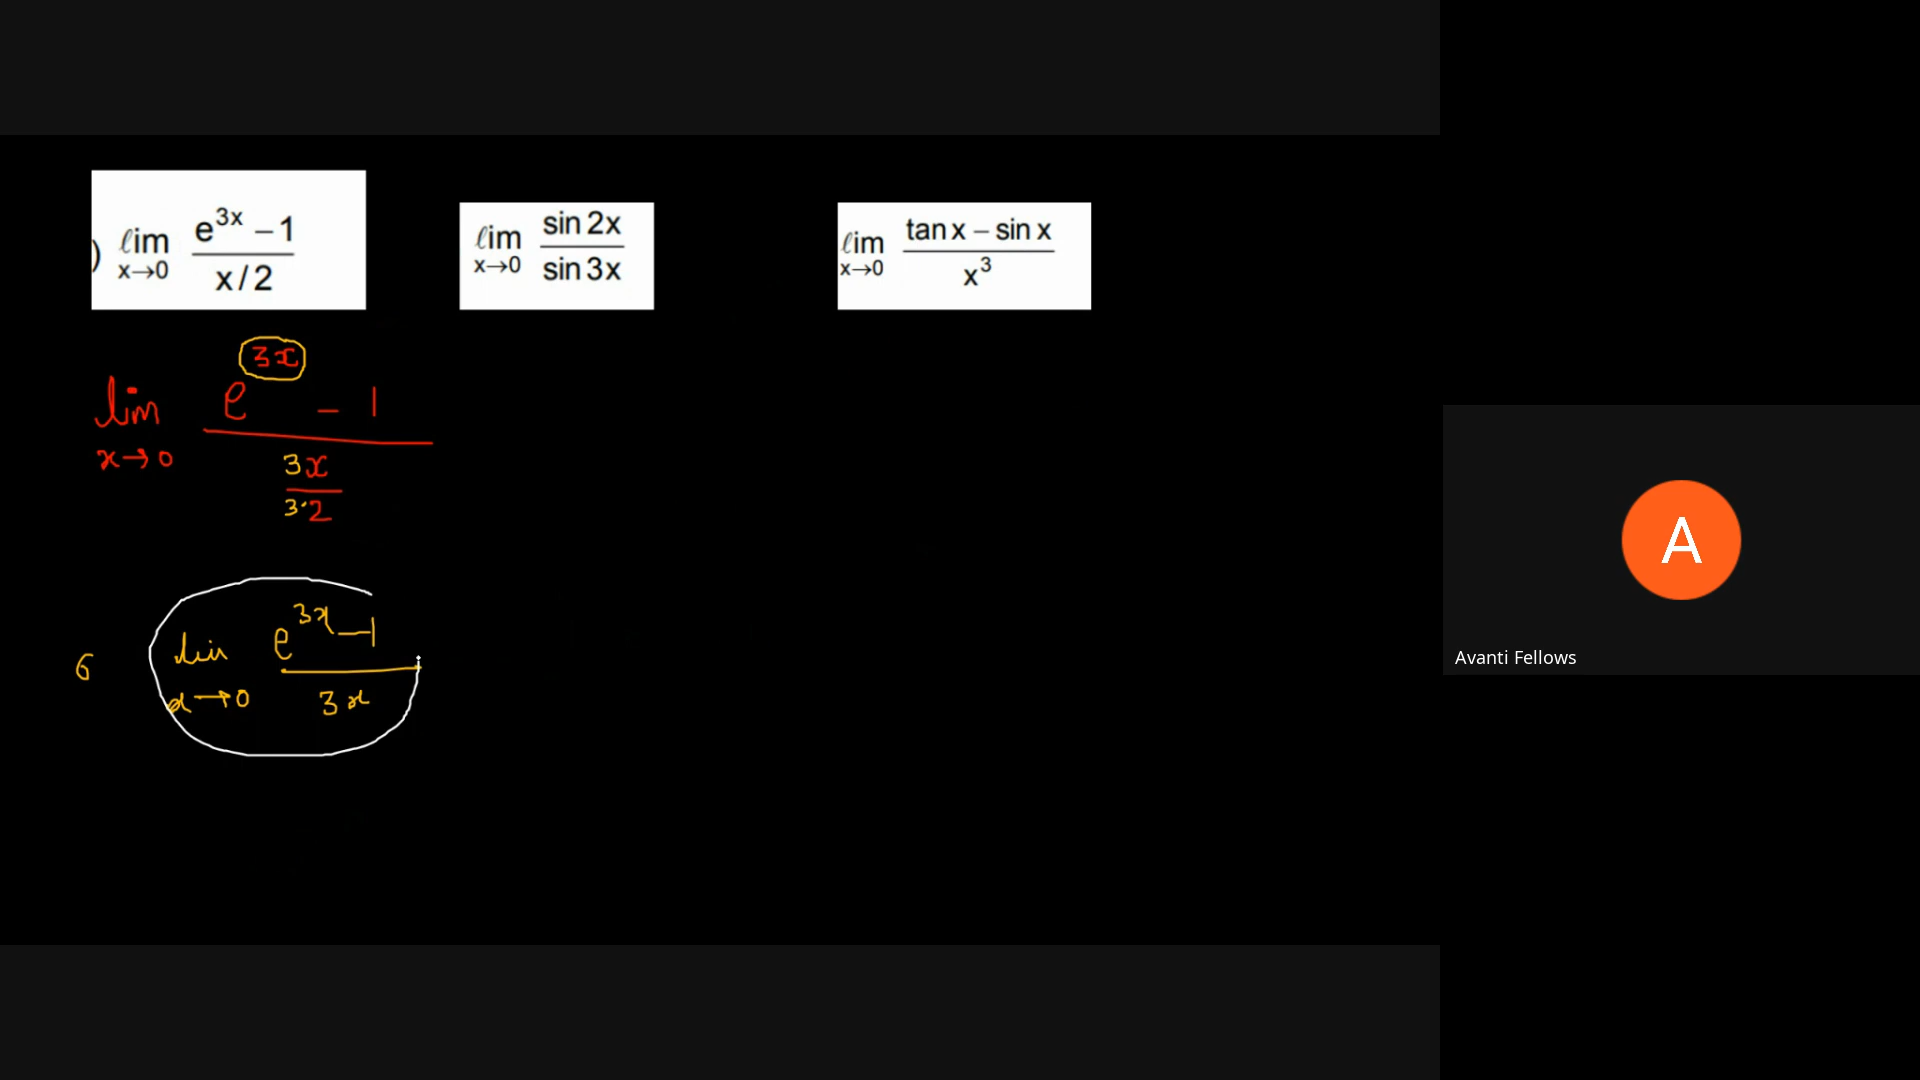 ) lim x→0 e^{3x} – 1 / x/2
lim x→0 sin 2x / sin 3x
lim x→0 tan x – sin x / x^3
lim x→0 e^{3x} – 1 / 3x / 3·2
6 lim x→0 e^{3x} – 1 / 3x
A
Avanti Fellows